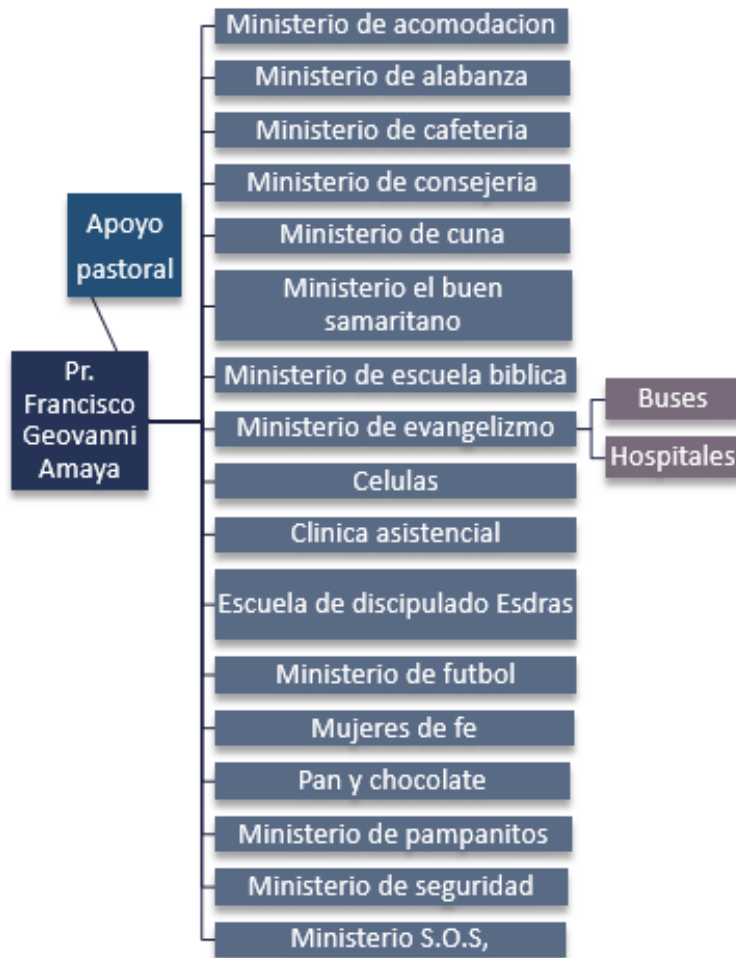 Apoyo
pastoral
Pr.
Francisco
Geovanni
Amaya
Ministerio de acomodacion
Ministerio de alabanza
Ministerio de cafeteria
Ministerio de consejeria
Ministerio de cuna
Ministerio el buen
samaritano
Ministerio de escuela biblica
Ministerio de evangelizmo
Buses
Hospitales
Celulas
Clinica asistencial
Escuela de discipulado Esdras
Ministerio de futbol
Mujeres de fe
Pan y chocolate
Ministerio de pampanitos
Ministerio de seguridad
Ministerio S.O.S,